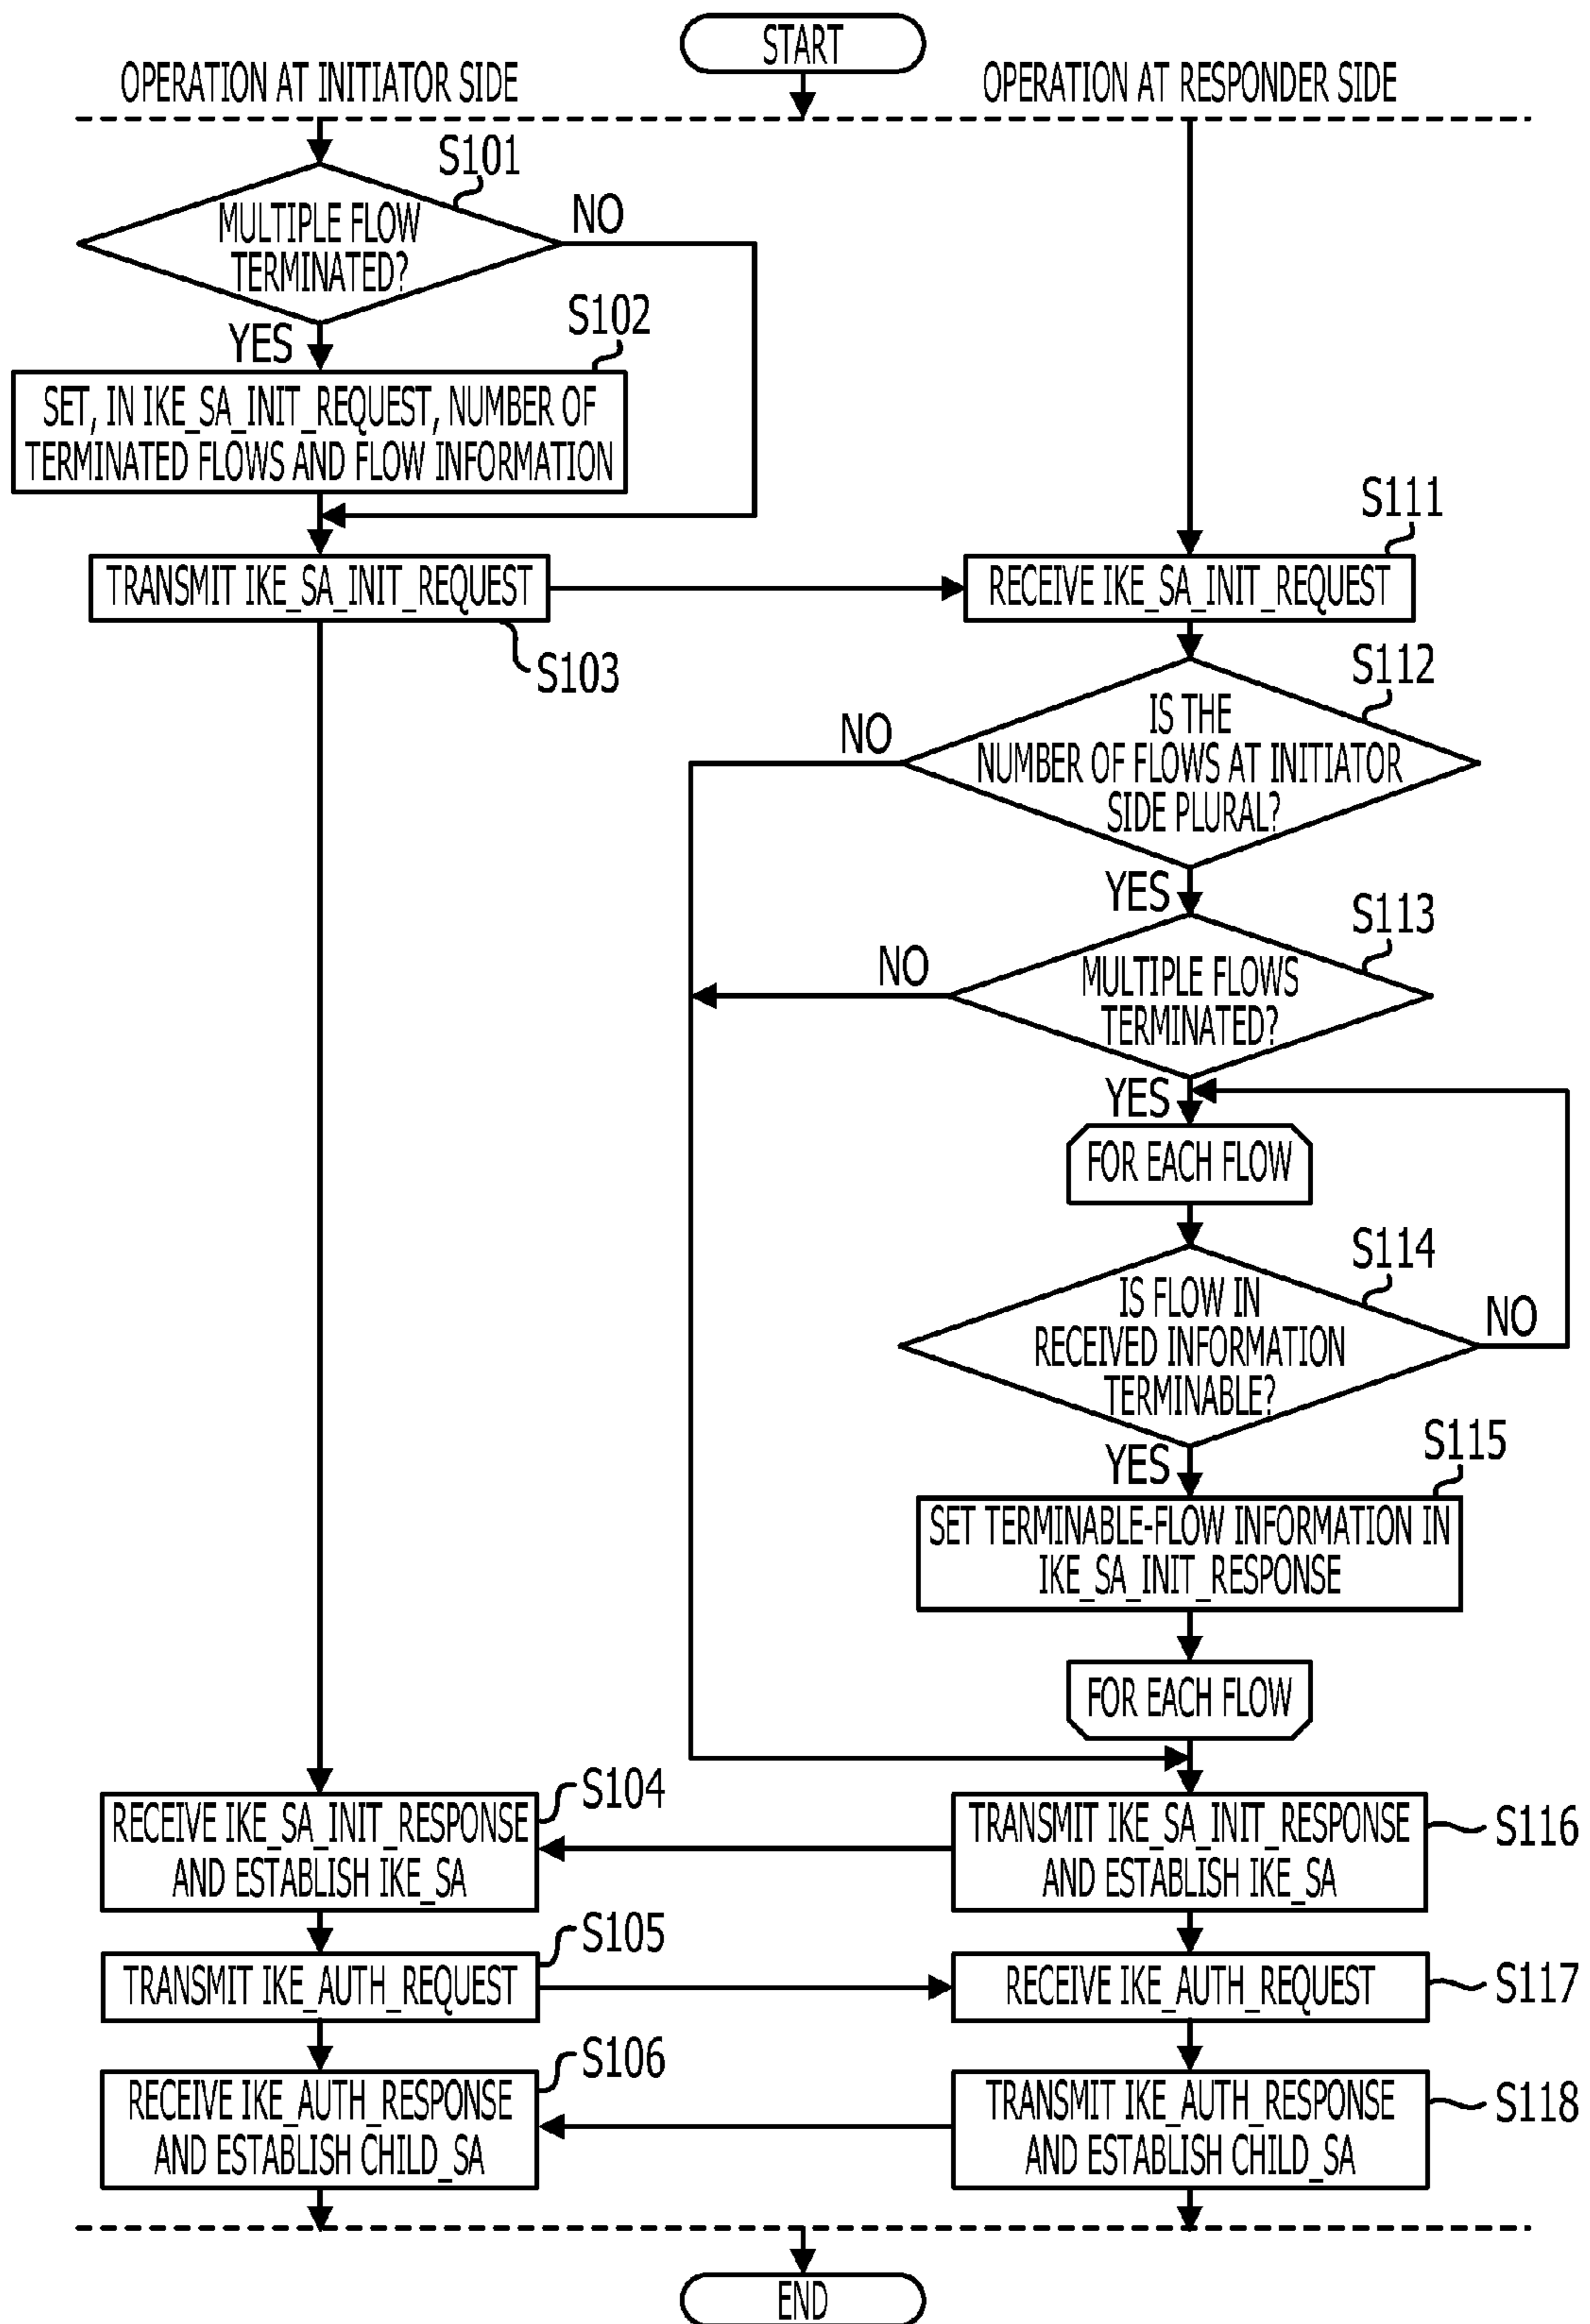 START
OPERATION AT INITIATOR SIDE
OPERATION AT RESPONDER SIDE
S101
MULTIPLE FLOW
TERMINATED?
NO
YES
S102
SET, IN IKE_SA_INIT_REQUEST, NUMBER OF
TERMINATED FLOWS AND FLOW INFORMATION
TRANSMIT IKE_SA_INIT_REQUEST
S103
S111
RECEIVE IKE_SA_INIT_REQUEST
S112
IS THE
NUMBER OF FLOWS AT INITIATOR
SIDE PLURAL?
NO
YES
S113
MULTIPLE FLOWS
TERMINATED?
NO
YES
FOR EACH FLOW
S114
IS FLOW IN
RECEIVED INFORMATION
TERMINABLE?
NO
YES
S115
SET TERMINABLE-FLOW INFORMATION IN
IKE_SA_INIT_RESPONSE
FOR EACH FLOW
S104
RECEIVE IKE_SA_INIT_RESPONSE
AND ESTABLISH IKE_SA
TRANSMIT IKE_SA_INIT_RESPONSE
AND ESTABLISH IKE_SA
S116
S105
TRANSMIT IKE_AUTH_REQUEST
RECEIVE IKE_AUTH_REQUEST
S117
S106
RECEIVE IKE_AUTH_RESPONSE
AND ESTABLISH CHILD_SA
TRANSMIT IKE_AUTH_RESPONSE
AND ESTABLISH CHILD_SA
S118
END